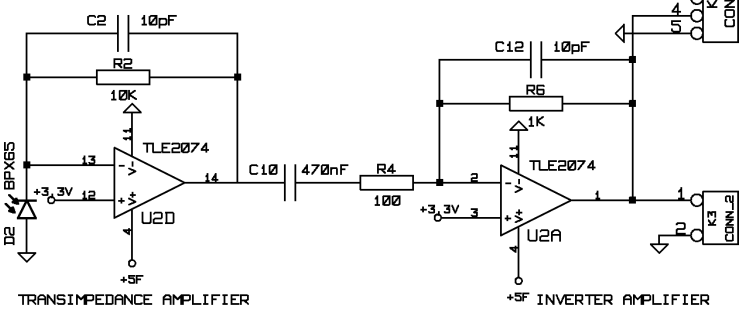 C2 10pF
R2
10K
11
TLE2074
BPX65
13
14
+3.3V
12
U2D
D2
4
+5F
TRANSIMPEDANCE AMPLIFIER
C10 470nF
R4
100
C12 10pF
R6
1K
11
TLE2074
2
1
+3.3V
3
U2A
4
+5F
INVERTER AMPLIFIER
4
5
K
CON
1
2
K3
CONN_2